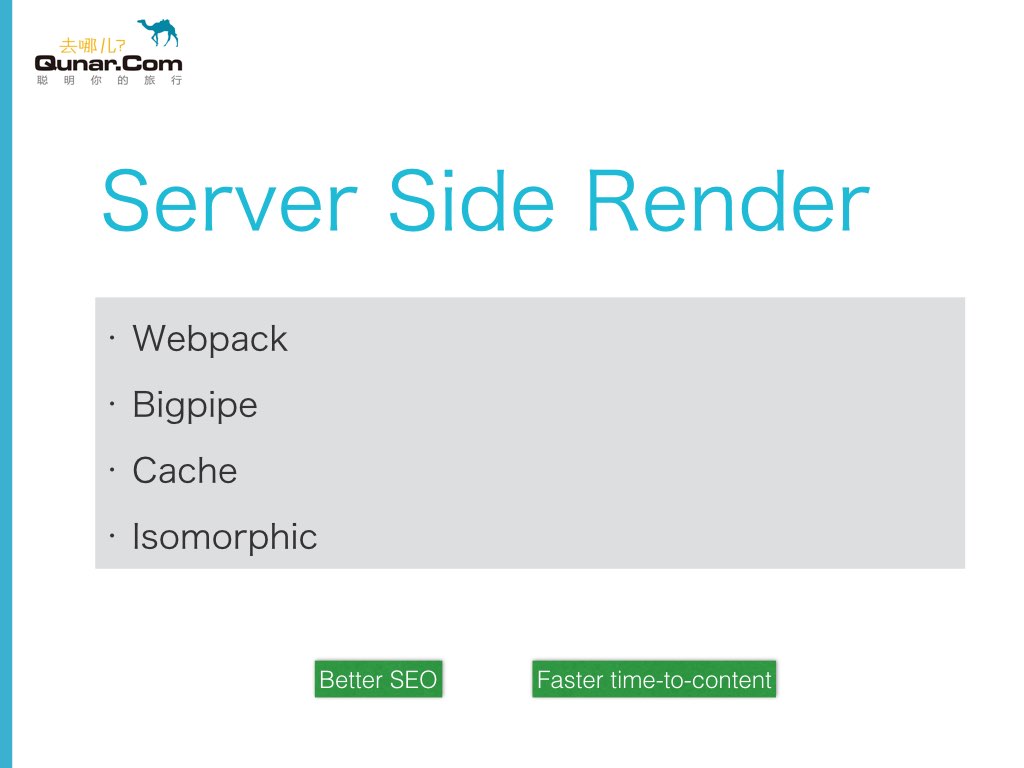 去哪儿?
Qunar.Com
聪明你的旅行
Server Side Render
· Webpack
· Bigpipe
· Cache
· Isomorphic
Better SEO
Faster time-to-content